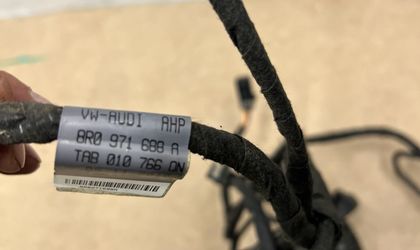 VW-AUDI AHP
8R0 971 688 A
TAB 010 766 DN